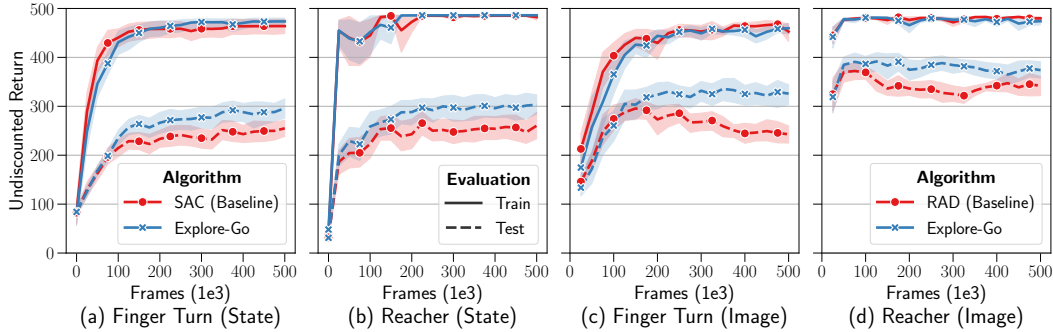 Undiscounted Return
500
400
300
200
100
0
Algorithm
SAC (Baseline)
Explore-Go
0 100 200 300 400 500
Frames (1e3)
(a) Finger Turn (State)
Evaluation
Train
Test
0 100 200 300 400 500
Frames (1e3)
(b) Reacher (State)
0 100 200 300 400 500
Frames (1e3)
(c) Finger Turn (Image)
Algorithm
RAD (Baseline)
Explore-Go
0 100 200 300 400 500
Frames (1e3)
(d) Reacher (Image)